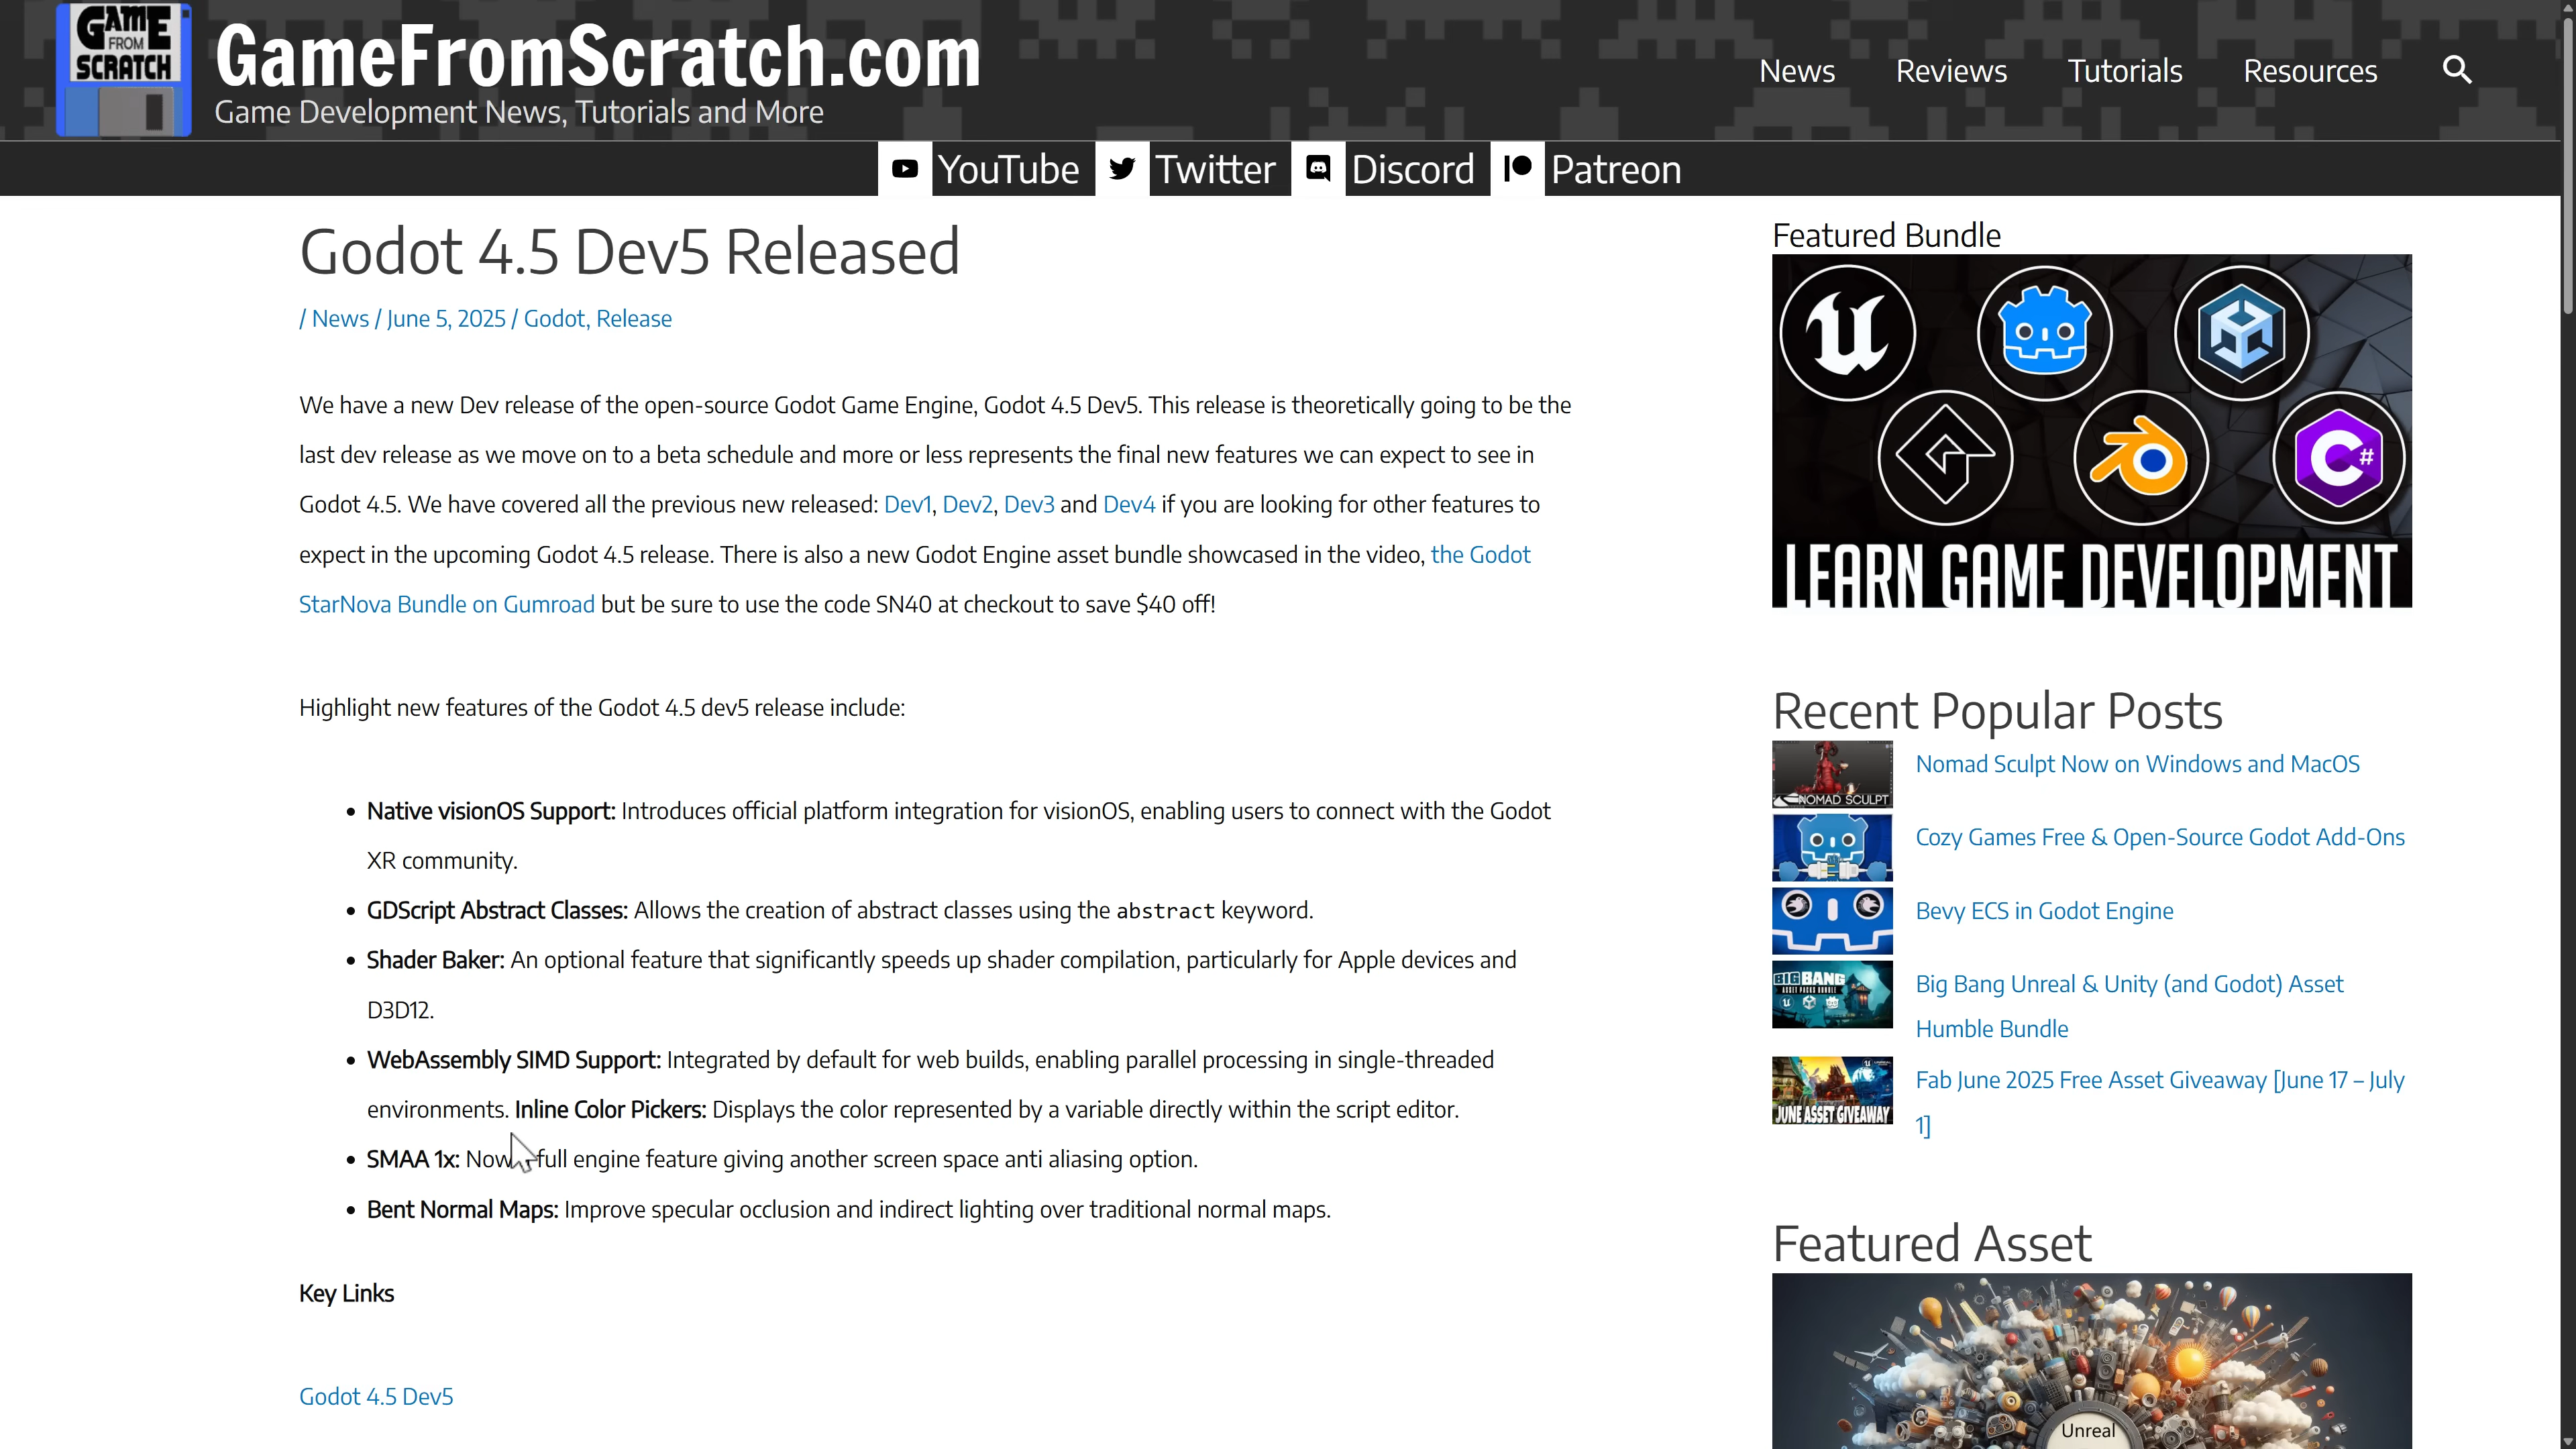 GAME
FROM
SCRATCH
GameFromScratch.com
Game Development News, Tutorials and More
News
Reviews
Tutorials
Resources
YouTube
Twitter
Discord
Patreon
Godot 4.5 Dev5 Released
/ News / June 5, 2025 / Godot, Release
We have a new Dev release of the open-source Godot Game Engine, Godot 4.5 Dev5. This release is theoretically going to be the
last dev release as we move on to a beta schedule and more or less represents the final new features we can expect to see in
Godot 4.5. We have covered all the previous new released: Dev1, Dev2, Dev3 and Dev4 if you are looking for other features to
expect in the upcoming Godot 4.5 release. There is also a new Godot Engine asset bundle showcased in the video, the Godot
StarNova Bundle on Gumroad but be sure to use the code SN40 at checkout to save $40 off!
Highlight new features of the Godot 4.5 dev5 release include:
• Native visionOS Support: Introduces official platform integration for visionOS, enabling users to connect with the Godot
XR community.
• GDScript Abstract Classes: Allows the creation of abstract classes using the abstract keyword.
• Shader Baker: An optional feature that significantly speeds up shader compilation, particularly for Apple devices and
D3D12.
• WebAssembly SIMD Support: Integrated by default for web builds, enabling parallel processing in single-threaded
environments. Inline Color Pickers: Displays the color represented by a variable directly within the script editor.
• SMAA 1x: Now full engine feature giving another screen space anti aliasing option.
• Bent Normal Maps: Improve specular occlusion and indirect lighting over traditional normal maps.
Key Links
Godot 4.5 Dev5
Featured Bundle
C#
LEARN GAME DEVELOPMENT
Recent Popular Posts
NOMAD SCULPT
Nomad Sculpt Now on Windows and MacOS
Cozy Games Free & Open-Source Godot Add-Ons
Bevy ECS in Godot Engine
BIG BANG
ASSET PACKS BUNDLE
Big Bang Unreal & Unity (and Godot) Asset
Humble Bundle
JUNE ASSET GIVEAWAY
Fab June 2025 Free Asset Giveaway [June 17 – July
1]
Featured Asset
Unreal